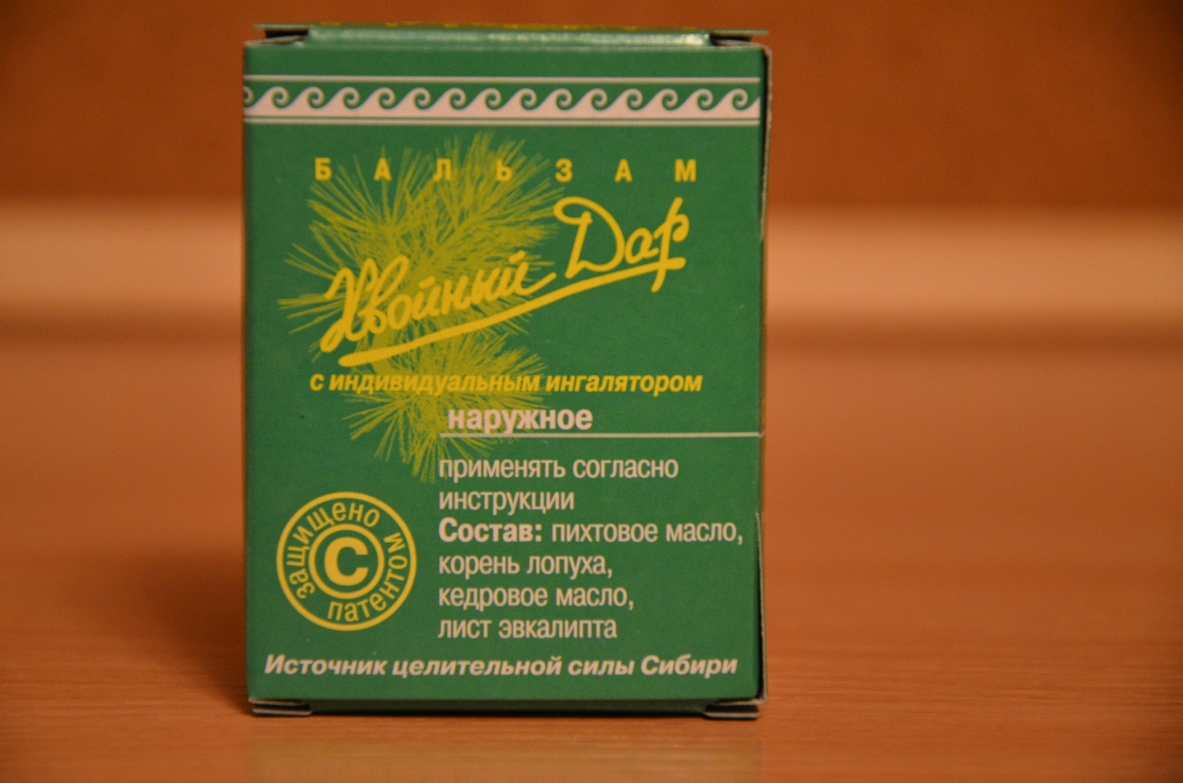 БАЛЬЗАМ
Хвойный Дар
с индивидуальным ингалятором
наружное
применять согласно
инструкции
Состав: пихтовое масло,
корень лопуха,
кедровое масло,
лист эвкалипта
защищено патентом
С
Источник целительной силы Сибири